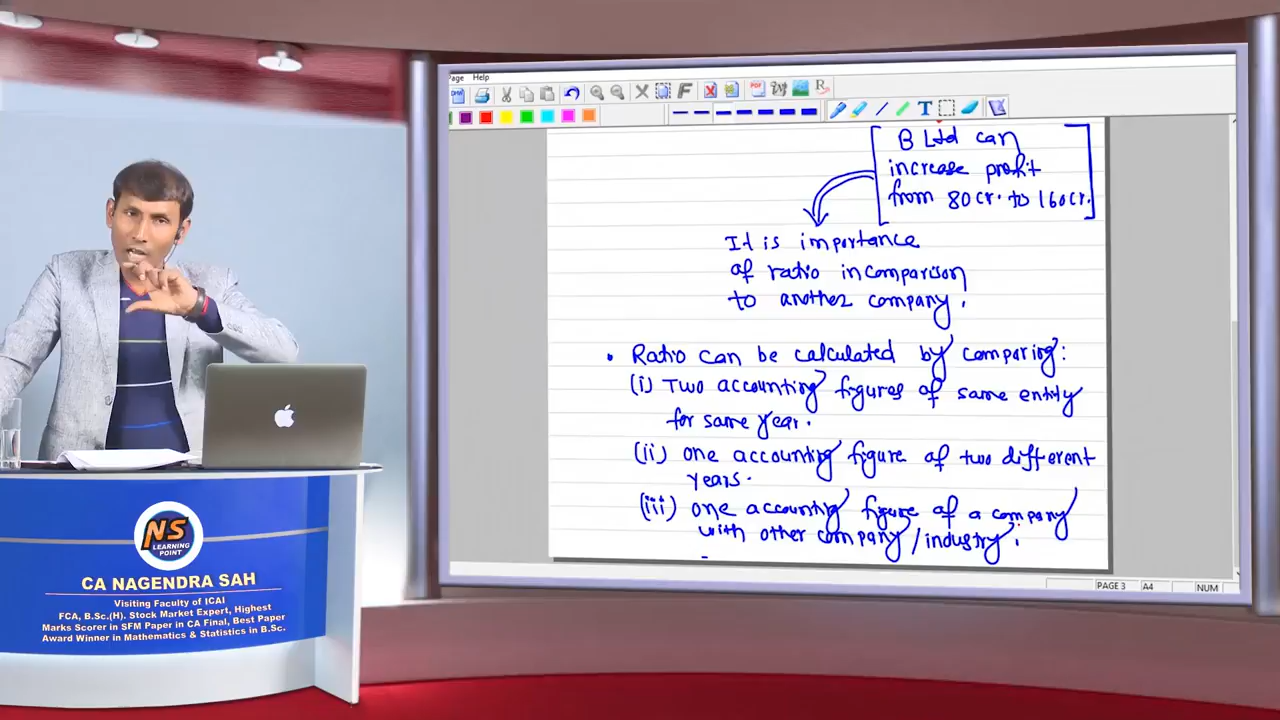 Page Help
B Ltd can
increase profit
from 80cr. to 160cr.
It is importance
of ratio in comparison
to another company.
• Ratio can be calculated by comparing:
(i) Two accounting figures of same entity
for same year.
(ii) one accounting figure of two different
years.
(iii) one accounting figure of a company
with other company/industry.
PAGE 3 A4 NUM
NS
LEARNING
POINT
CA NAGENDRA SAH
Visiting Faculty of ICAI
FCA, B.Sc.(H). Stock Market Expert, Highest
Marks Scorer in SFM Paper in CA Final, Best Paper
Award Winner in Mathematics & Statistics in B.Sc.